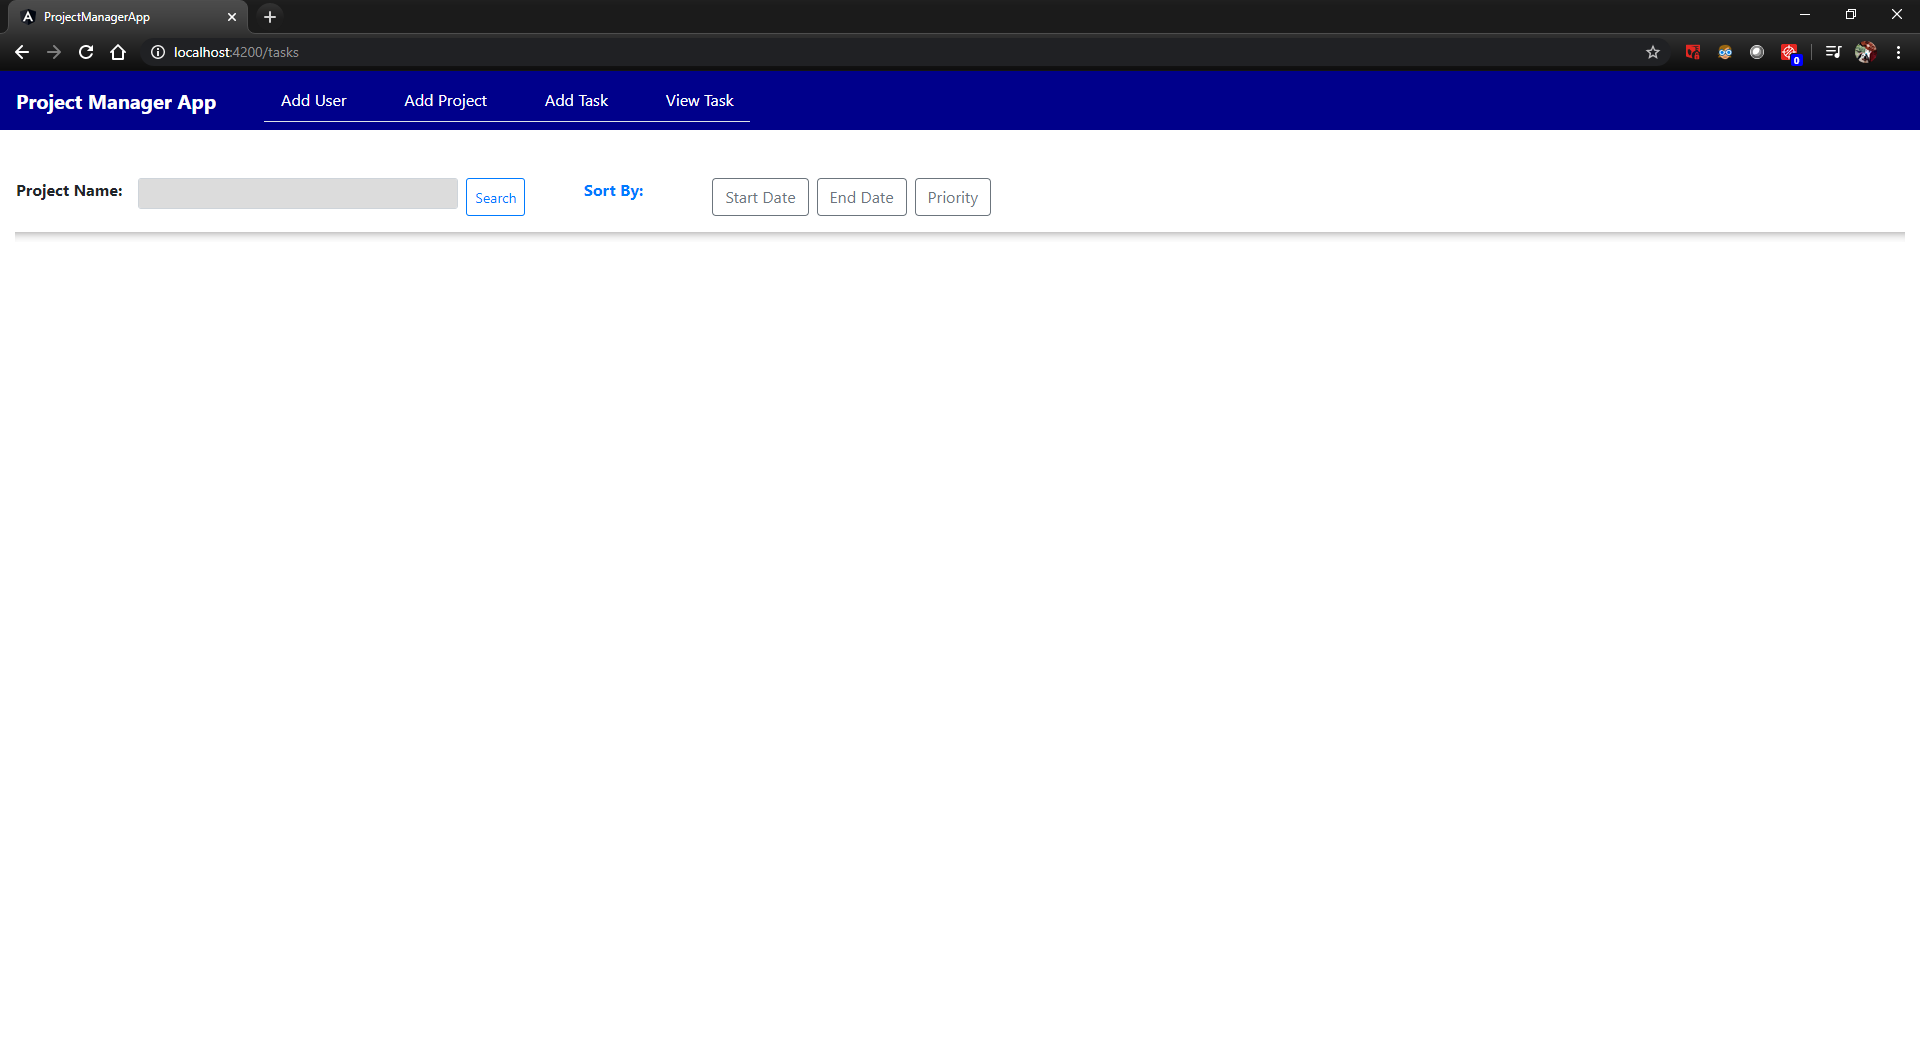 ProjectManagerApp
localhost:4200/tasks
0
Project Manager App Add User Add Project Add Task View Task
Project Name: Search Sort By: Start Date End Date Priority